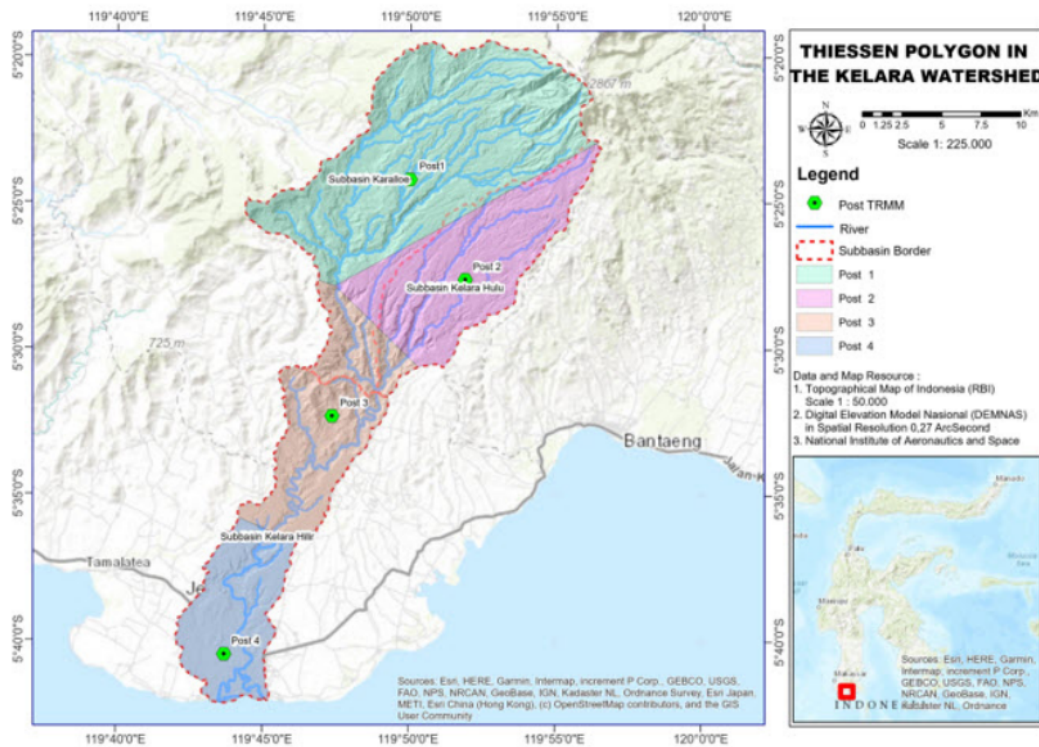 119°45'0"E 119°50'0"E 119°55'0"E 120°0'0"E
5°20'0"S
5°25'0"S
5°30'0"S
5°35'0"S
5°40'0"S
2867 m
Post1
Subbasin Karalloe
Post 2
Subbasin Kelara Hulu
725 m
Post 3
Bantaeng
Subbasin Kelara Hilir
Tamalatea
Je
Post 4
Sources: Esri, HERE, Garmin, Intermap, increment P Corp., GEBCO, USGS,
FAO, NPS, NRCAN, GeoBase, IGN, Kadaster NL, Ordnance Survey, Esri Japan,
METI, Esri China (Hong Kong), (c) OpenStreetMap contributors, and the GIS
User Community
5°20'0"S
5°25'0"S
5°30'0"S
5°35'0"S
5°40'0"S
119°40'0"E 119°45'0"E 119°50'0"E 119°55'0"E 120°0'0"E
THIESSEN POLYGON IN
THE KELARA WATERSHED
N
W E
S
0 1.25 2.5 5 7.5 10 Km
Scale 1: 225.000
Legend
Post TRMM
River
Subbasin Border
Post 1
Post 2
Post 3
Post 4
Data and Map Resource :
1. Topographical Map of Indonesia (RBI)
Scale 1 : 50.000
2. Digital Elevation Model Nasional (DEMNAS)
in Spatial Resolution 0,27 ArcSecond
3. National Institute of Aeronautics and Space
Manado
Palu
Makassar
Sources: Esri, HERE, Garmin,
Intermap, increment P Corp.,
GEBCO, USGS, FAO, NPS,
NRCAN, GeoBase, IGN,
Kadaster NL, Ordnance
INDONE